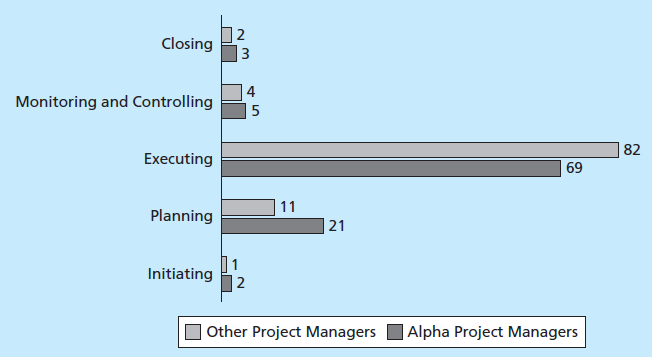 Closing
2
3
Monitoring and Controlling
4
5
Executing
82
69
Planning
11
21
Initiating
1
2
Other Project Managers
Alpha Project Managers